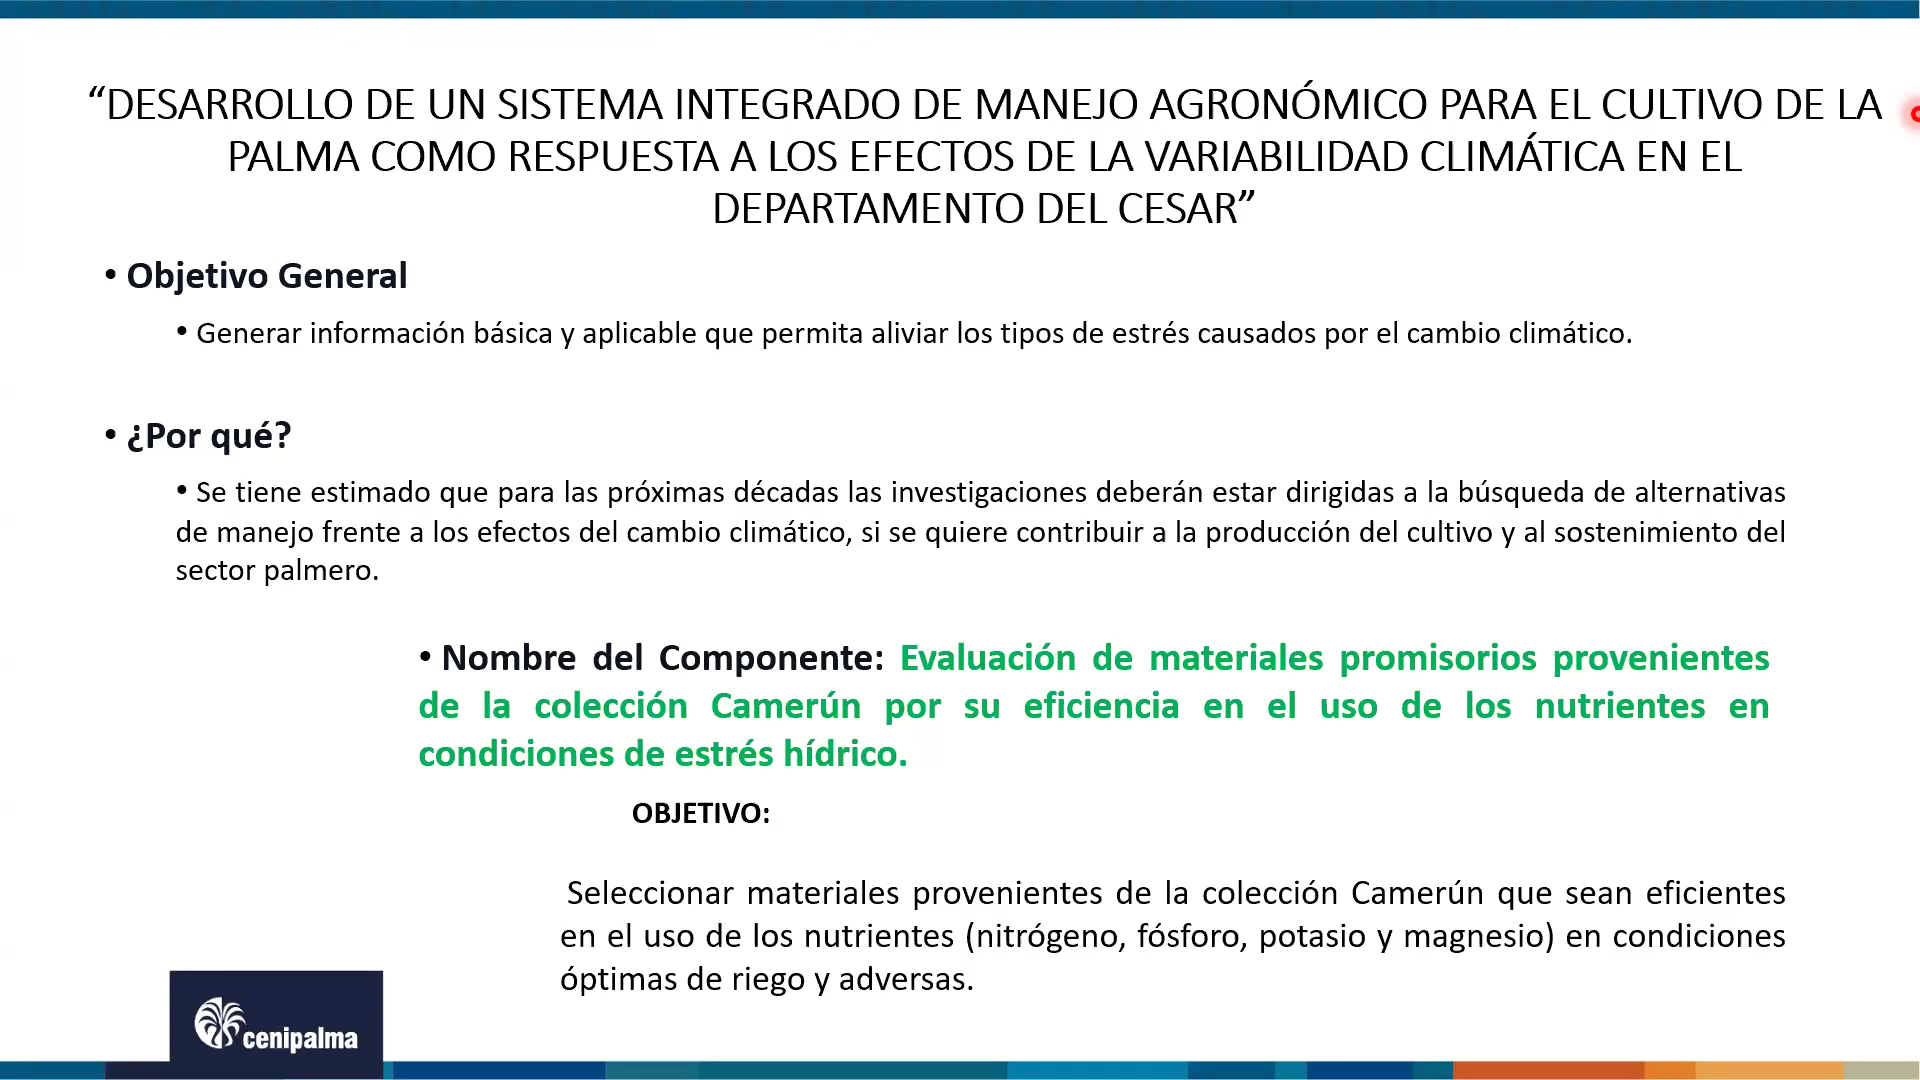 “DESARROLLO DE UN SISTEMA INTEGRADO DE MANEJO AGRONÓMICO PARA EL CULTIVO DE LA
PALMA COMO RESPUESTA A LOS EFECTOS DE LA VARIABILIDAD CLIMÁTICA EN EL
DEPARTAMENTO DEL CESAR”
• Objetivo General
• Generar información básica y aplicable que permita aliviar los tipos de estrés causados por el cambio climático.
• ¿Por qué?
• Se tiene estimado que para las próximas décadas las investigaciones deberán estar dirigidas a la búsqueda de alternativas
de manejo frente a los efectos del cambio climático, si se quiere contribuir a la producción del cultivo y al sostenimiento del
sector palmero.
• Nombre del Componente: Evaluación de materiales promisorios provenientes
de la colección Camerún por su eficiencia en el uso de los nutrientes en
condiciones de estrés hídrico.
OBJETIVO:
Seleccionar materiales provenientes de la colección Camerún que sean eficientes
en el uso de los nutrientes (nitrógeno, fósforo, potasio y magnesio) en condiciones
óptimas de riego y adversas.
cenipalma